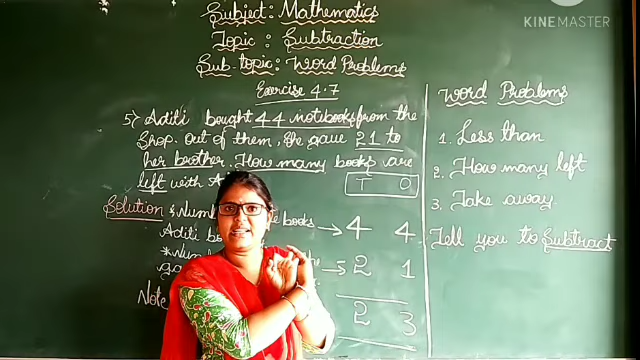 Subject: Mathematics
KINEMASTER
Topic: Subtraction
Sub-topic: Word Problems
Exercise 4.7
5) Aditi bought 44 notebooks from the
shop. Out of them, she gave 21 to
her brother. How many books are
left with
T O
Solution *Num books → 4 4
Aditi
→ 2 1
Note
2 3
Word Problems
1. Less than
2. How many left
3. Take away
Tell you to Subtract